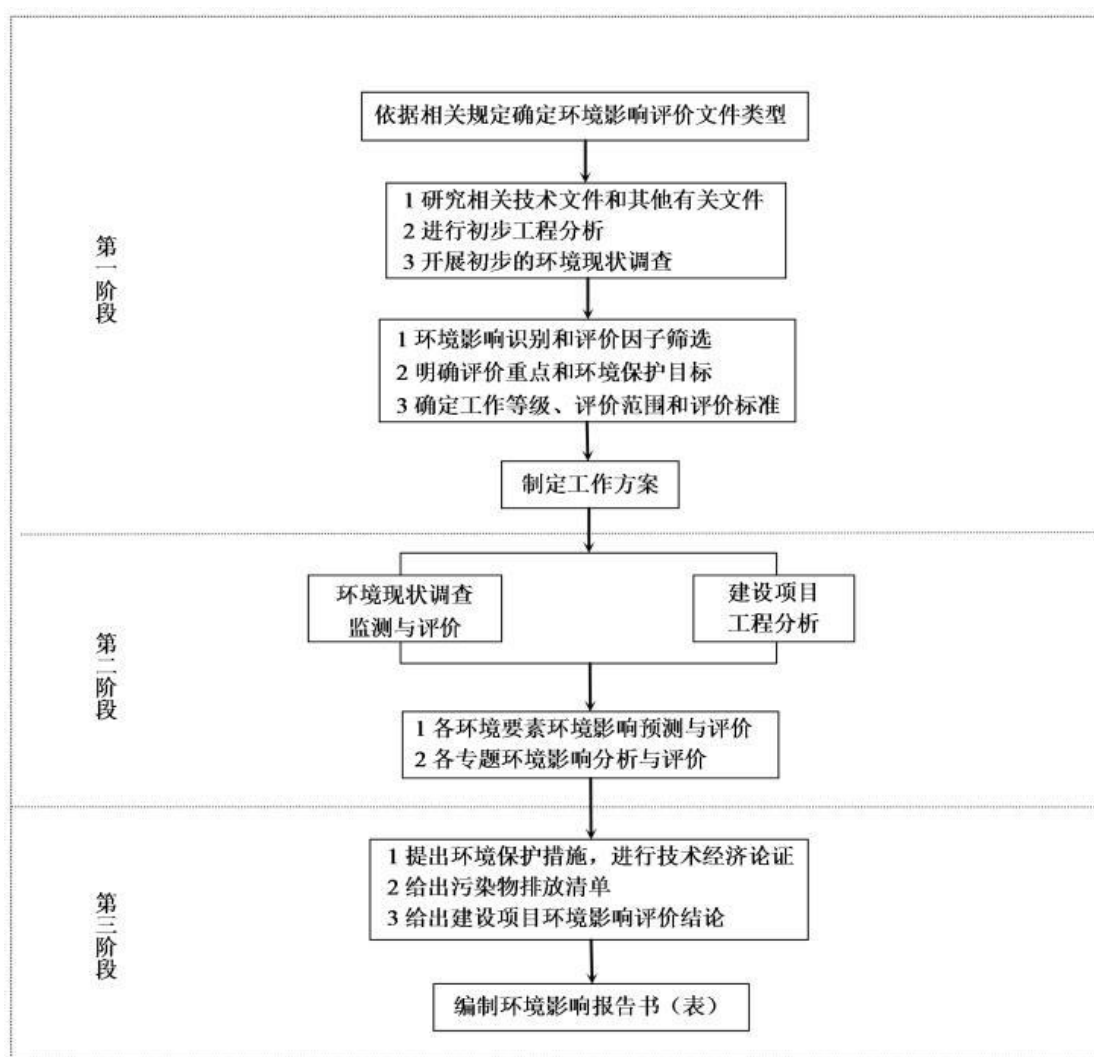 依据相关规定确定环境影响评价文件类型
1 研究相关技术文件和其他有关文件
2 进行初步工程分析
3 开展初步的环境现状调查
第一阶段
1 环境影响识别和评价因子筛选
2 明确评价重点和环境保护目标
3 确定工作等级、评价范围和评价标准
制定工作方案
环境现状调查
监测与评价
建设项目
工程分析
第二阶段
1 各环境要素环境影响预测与评价
2 各专题环境影响分析与评价
1 提出环境保护措施，进行技术经济论证
2 给出污染物排放清单
3 给出建设项目环境影响评价结论
第三阶段
编制环境影响报告书（表）